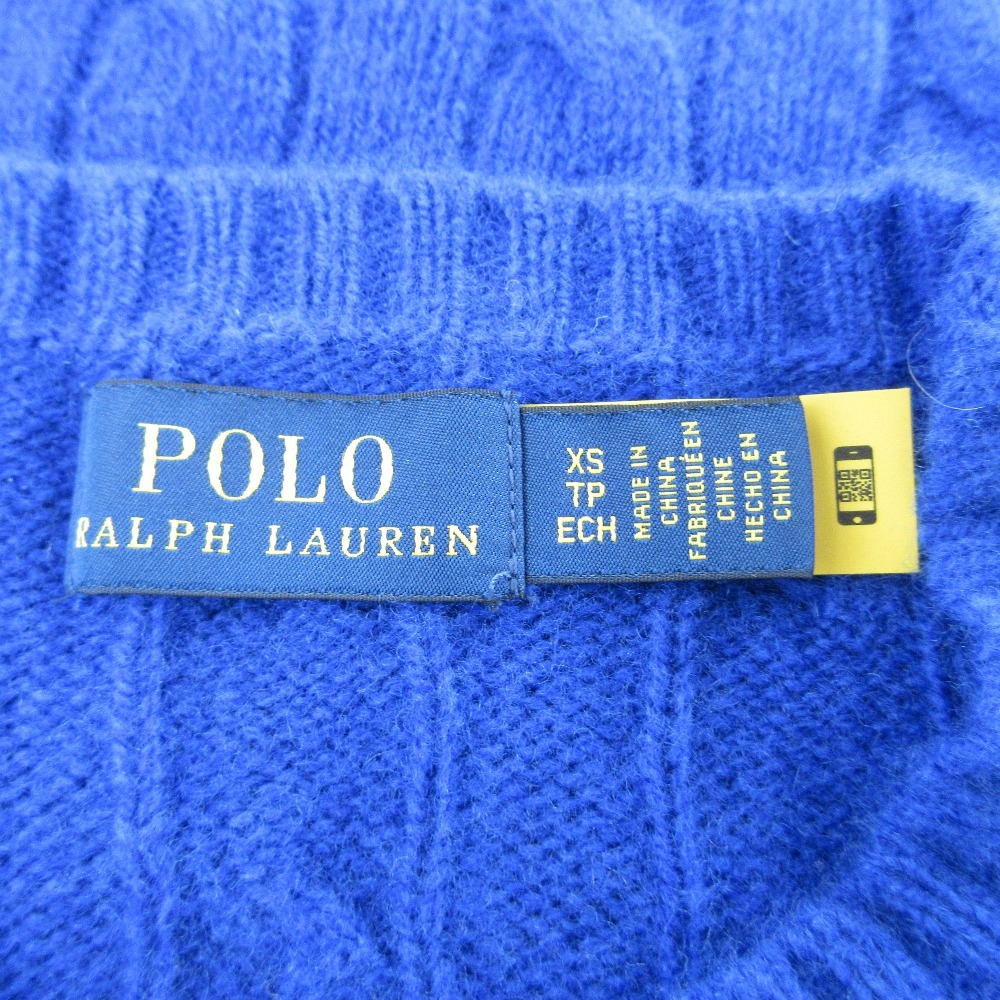 POLO
RALPH LAUREN
XS
TP
ECH
MADE IN
CHINA
FABRIQUÉ EN
CHINE
HECHO EN
CHINA